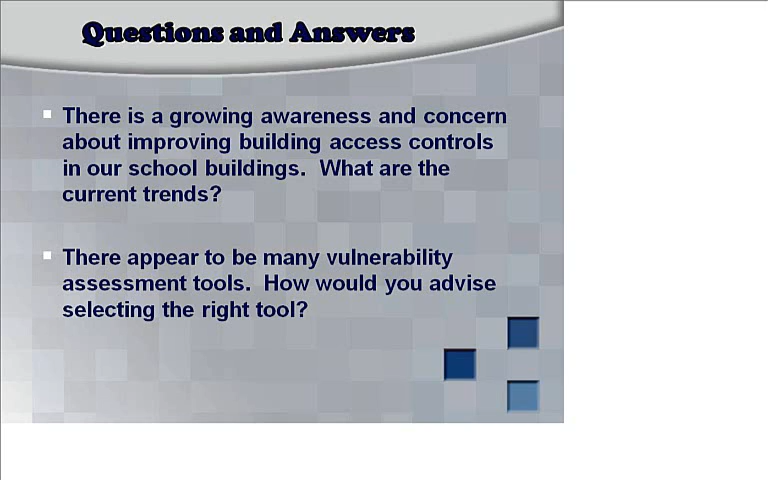 Questions and Answers
There is a growing awareness and concern
about improving building access controls
in our school buildings.  What are the
current trends?
There appear to be many vulnerability
assessment tools.  How would you advise
selecting the right tool?